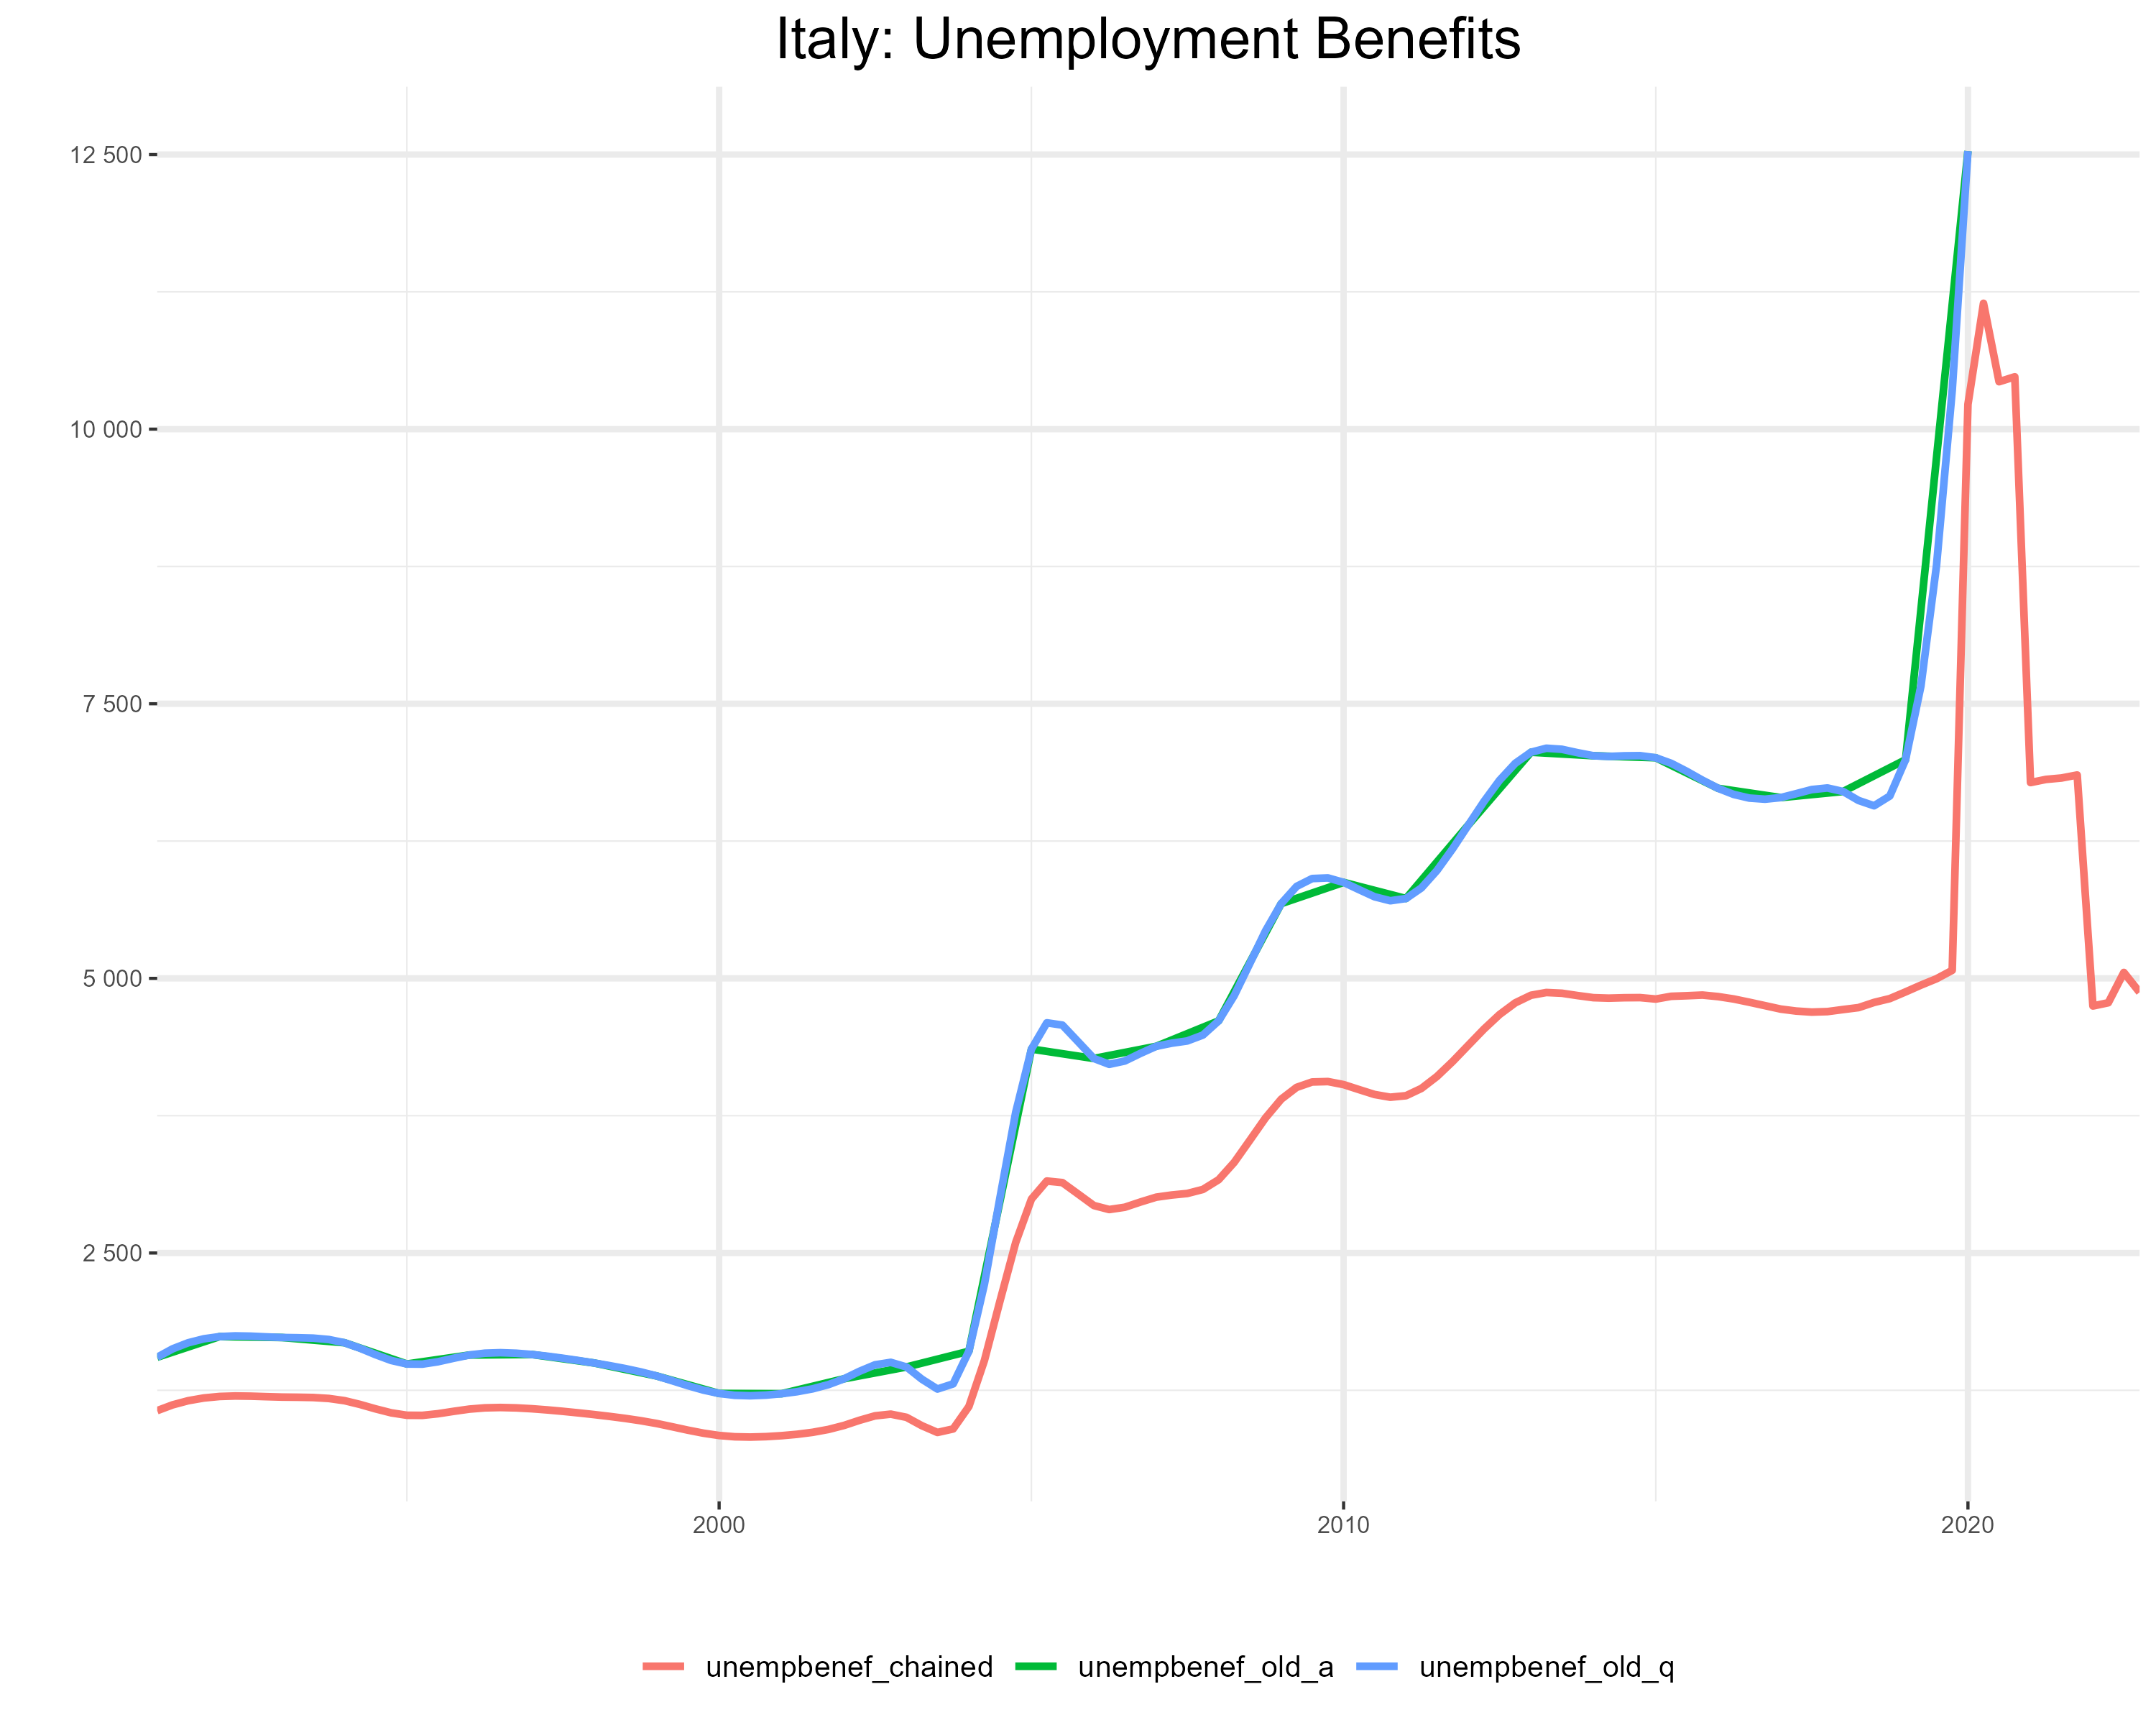 Italy: Unemployment Benefits
12 500
10 000
7 500
5 000
2 500
2000 2010 2020
unempbenef_chained unempbenef_old_a unempbenef_old_q